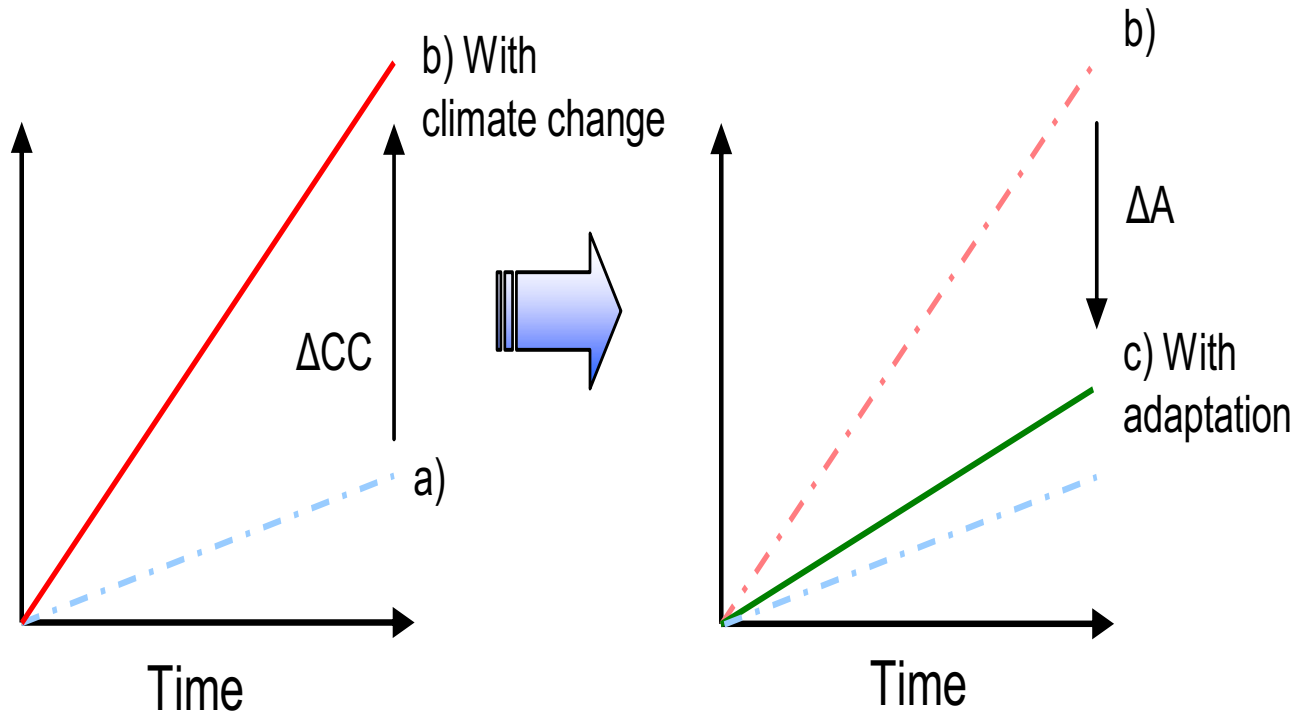 b) With
climate change
ΔCC
a)
Time
b)
ΔA
c) With
adaptation
Time